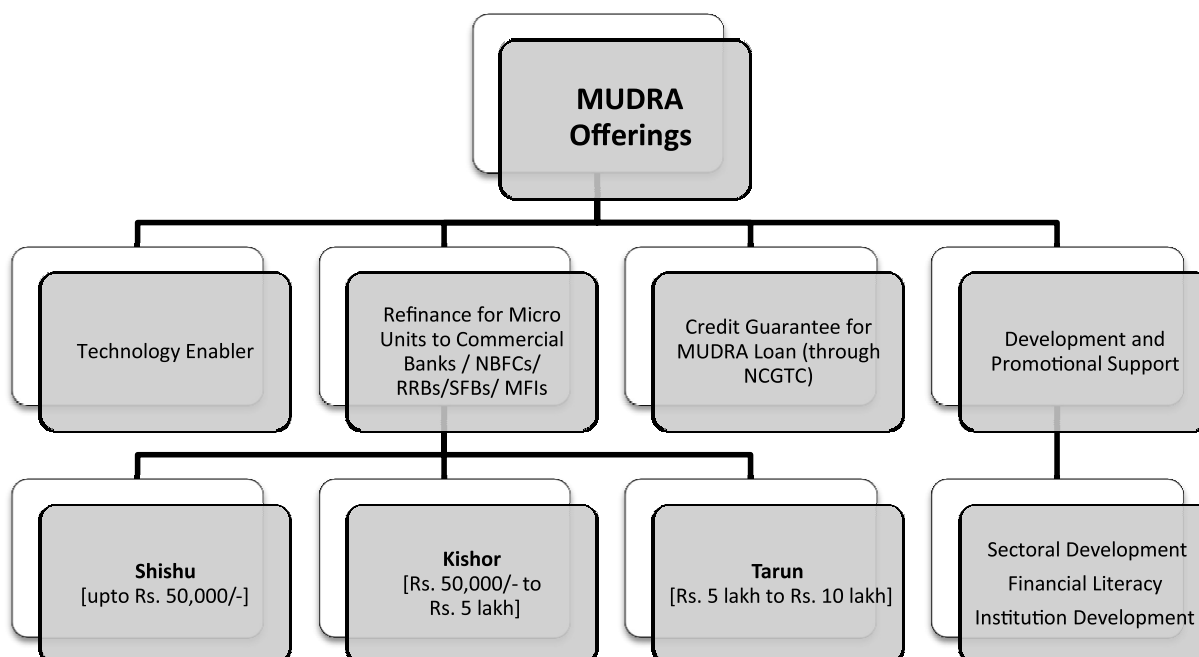 MUDRA
Offerings
Technology Enabler
Refinance for Micro
Units to Commercial
Banks / NBFCs/
RRBs/SFBs/ MFIs
Credit Guarantee for
MUDRA Loan (through
NCGTC)
Development and
Promotional Support
Shishu
[upto Rs. 50,000/-]
Kishor
[Rs. 50,000/- to
Rs. 5 lakh]
Tarun
[Rs. 5 lakh to Rs. 10 lakh]
Sectoral Development
Financial Literacy
Institution Development